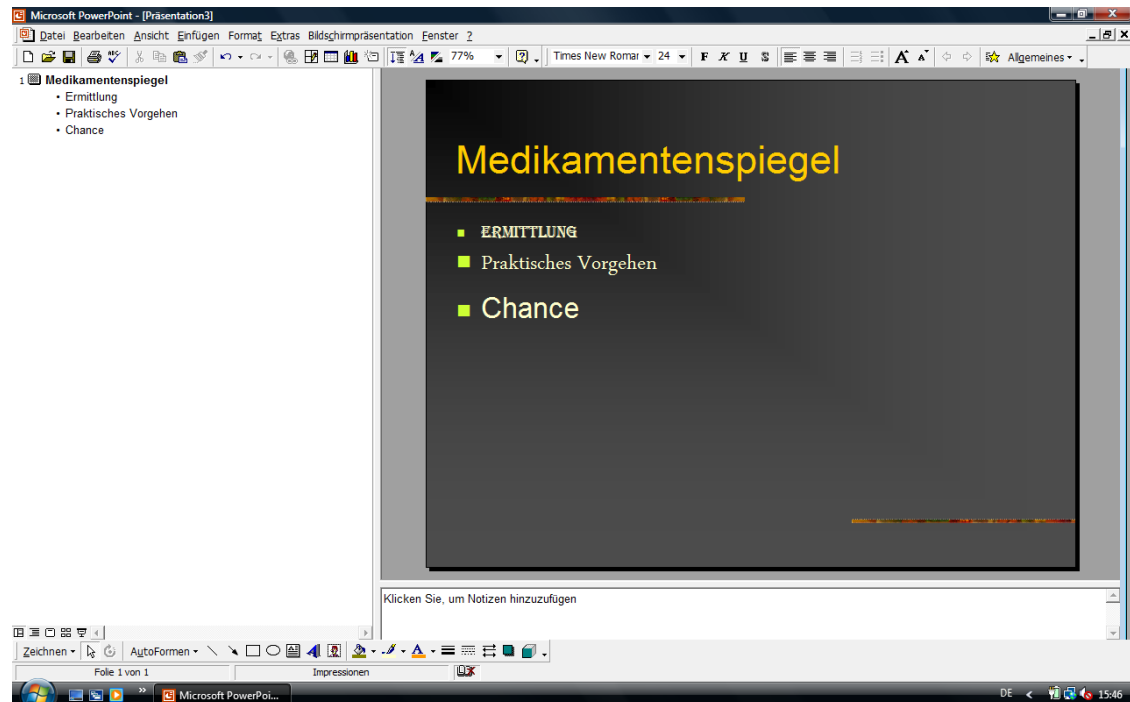 Microsoft PowerPoint - [Präsentation3]
Datei Bearbeiten Ansicht Einfügen Format Extras Bildschirmpräsentation Fenster ?
77% Times New Romar 24 F K U S Allgemeines
1 Medikamentenspiegel
• Ermittlung
• Praktisches Vorgehen
• Chance
Medikamentenspiegel
ERMITTLUNG
Praktisches Vorgehen
Chance
Klicken Sie, um Notizen hinzuzufügen
Zeichnen AutoFormen
Folie 1 von 1 Impressionen
Microsoft PowerPoi... DE 15:46